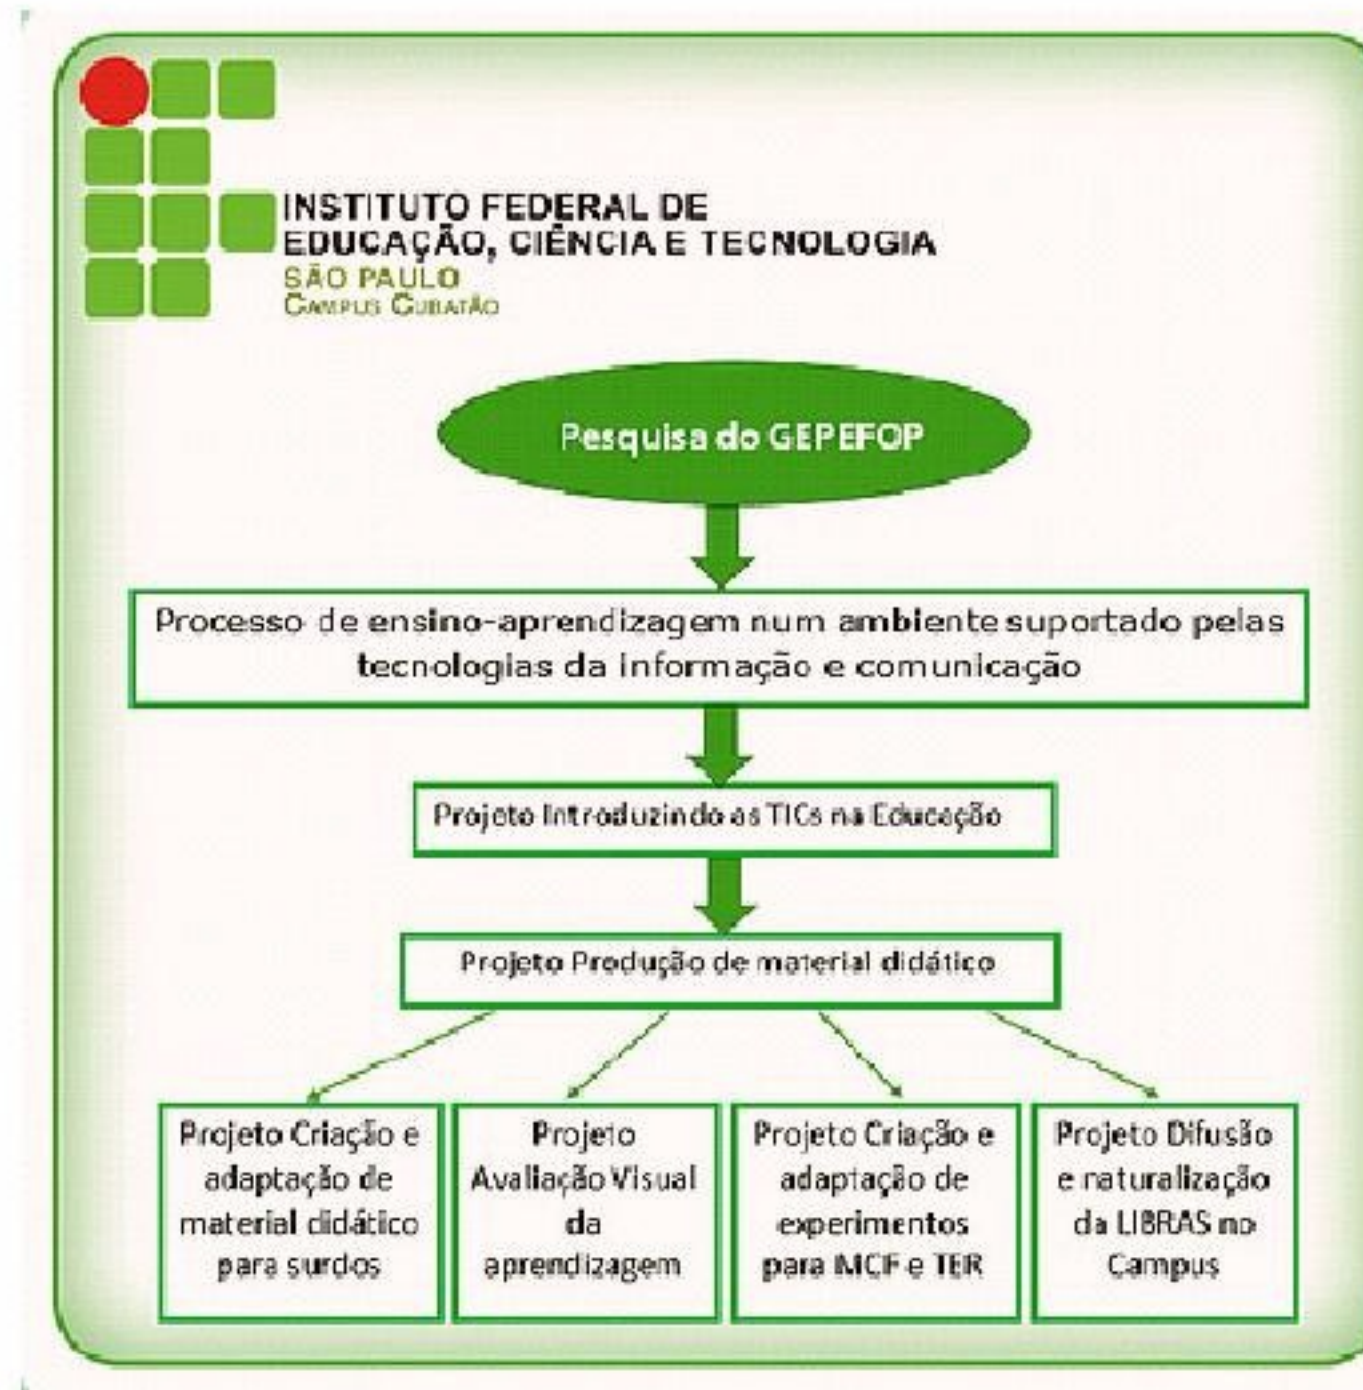 INSTITUTO FEDERAL DE
EDUCAÇÃO, CIÊNCIA E TECNOLOGIA
SÃO PAULO
CAMPUS CUBATÃO
Pesquisa do GEPEFOP
Processo de ensino-aprendizagem num ambiente suportado pelas
tecnologias da informação e comunicação
Projeto Introduzindo as TICs na Educação
Projeto Produção de material didático
Projeto Criação e
adaptação de
material didático
para surdos
Projeto
Avaliação Visual
da
aprendizagem
Projeto Criação e
adaptação de
experimentos
para MCF e TER
Projeto Difusão
e naturalização
da LIBRAS no
Campus